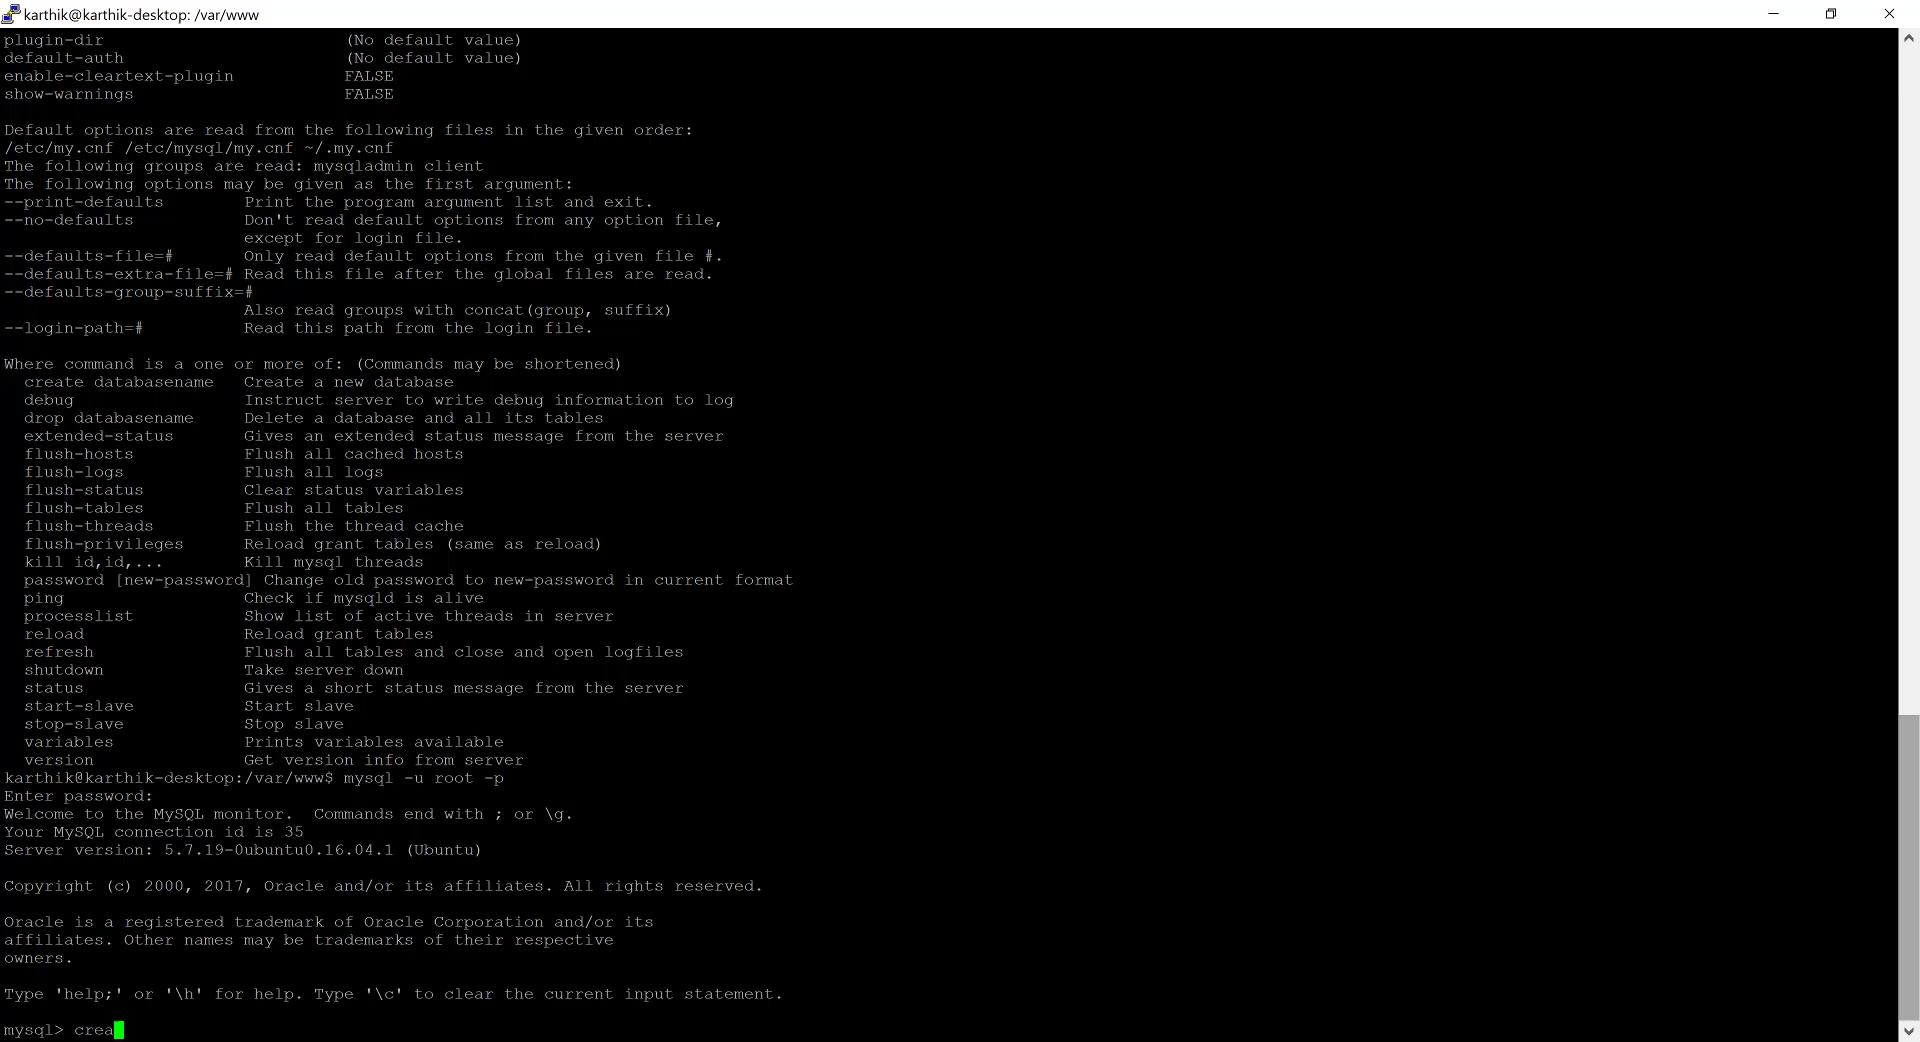 karthik@karthik-desktop: /var/www
plugin-dir                        (No default value)
default-auth                      (No default value)
enable-cleartext-plugin           FALSE
show-warnings                     FALSE

Default options are read from the following files in the given order:
/etc/my.cnf /etc/mysql/my.cnf ~/.my.cnf
The following groups are read: mysqladmin client
The following options may be given as the first argument:
--print-defaults        Print the program argument list and exit.
--no-defaults           Don't read default options from any option file,
                        except for login file.
--defaults-file=#       Only read default options from the given file #.
--defaults-extra-file=# Read this file after the global files are read.
--defaults-group-suffix=#
                        Also read groups with concat(group, suffix)
--login-path=#          Read this path from the login file.

Where command is a one or more of: (Commands may be shortened)
  create databasename   Create a new database
  debug                 Instruct server to write debug information to log
  drop databasename     Delete a database and all its tables
  extended-status       Gives an extended status message from the server
  flush-hosts           Flush all cached hosts
  flush-logs            Flush all logs
  flush-status          Clear status variables
  flush-tables          Flush all tables
  flush-threads         Flush the thread cache
  flush-privileges      Reload grant tables (same as reload)
  kill id,id,...        Kill mysql threads
  password [new-password] Change old password to new-password in current format
  ping                  Check if mysqld is alive
  processlist           Show list of active threads in server
  reload                Reload grant tables
  refresh               Flush all tables and close and open logfiles
  shutdown              Take server down
  status                Gives a short status message from the server
  start-slave           Start slave
  stop-slave            Stop slave
  variables             Prints variables available
  version               Get version info from server
karthik@karthik-desktop:/var/www$ mysql -u root -p
Enter password:
Welcome to the MySQL monitor.  Commands end with ; or \g.
Your MySQL connection id is 35
Server version: 5.7.19-0ubuntu0.16.04.1 (Ubuntu)

Copyright (c) 2000, 2017, Oracle and/or its affiliates. All rights reserved.

Oracle is a registered trademark of Oracle Corporation and/or its
affiliates. Other names may be trademarks of their respective
owners.

Type 'help;' or '\h' for help. Type '\c' to clear the current input statement.

mysql> crea